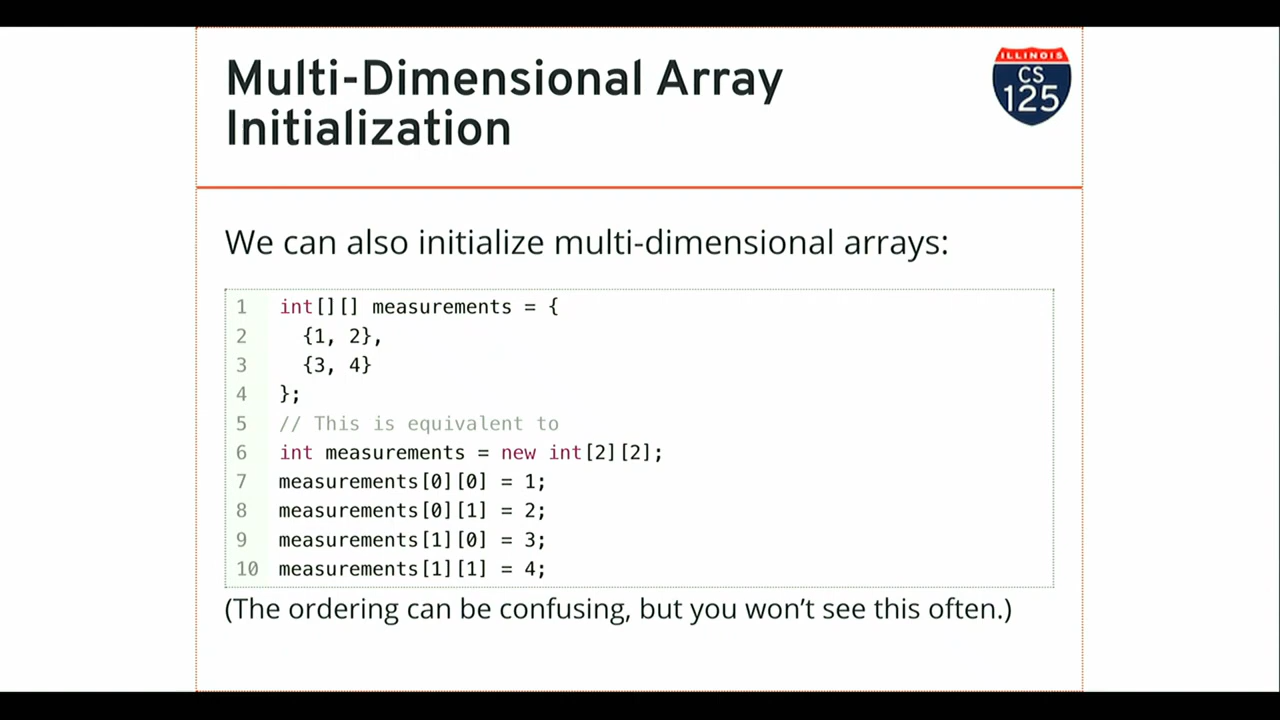 Multi-Dimensional Array
Initialization
ILLINOIS
CS
125
We can also initialize multi-dimensional arrays:
1 int[][] measurements = {
2 {1, 2},
3 {3, 4}
4 };
5 // This is equivalent to
6 int measurements = new int[2][2];
7 measurements[0][0] = 1;
8 measurements[0][1] = 2;
9 measurements[1][0] = 3;
10 measurements[1][1] = 4;
(The ordering can be confusing, but you won’t see this often.)